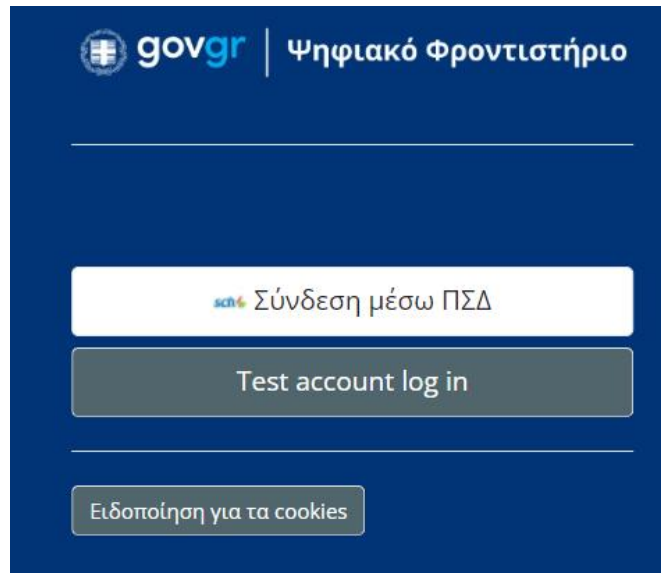 govgr | Ψηφιακό Φροντιστήριο
sch Σύνδεση μέσω ΠΣΔ
Test account log in
Ειδοποίηση για τα cookies